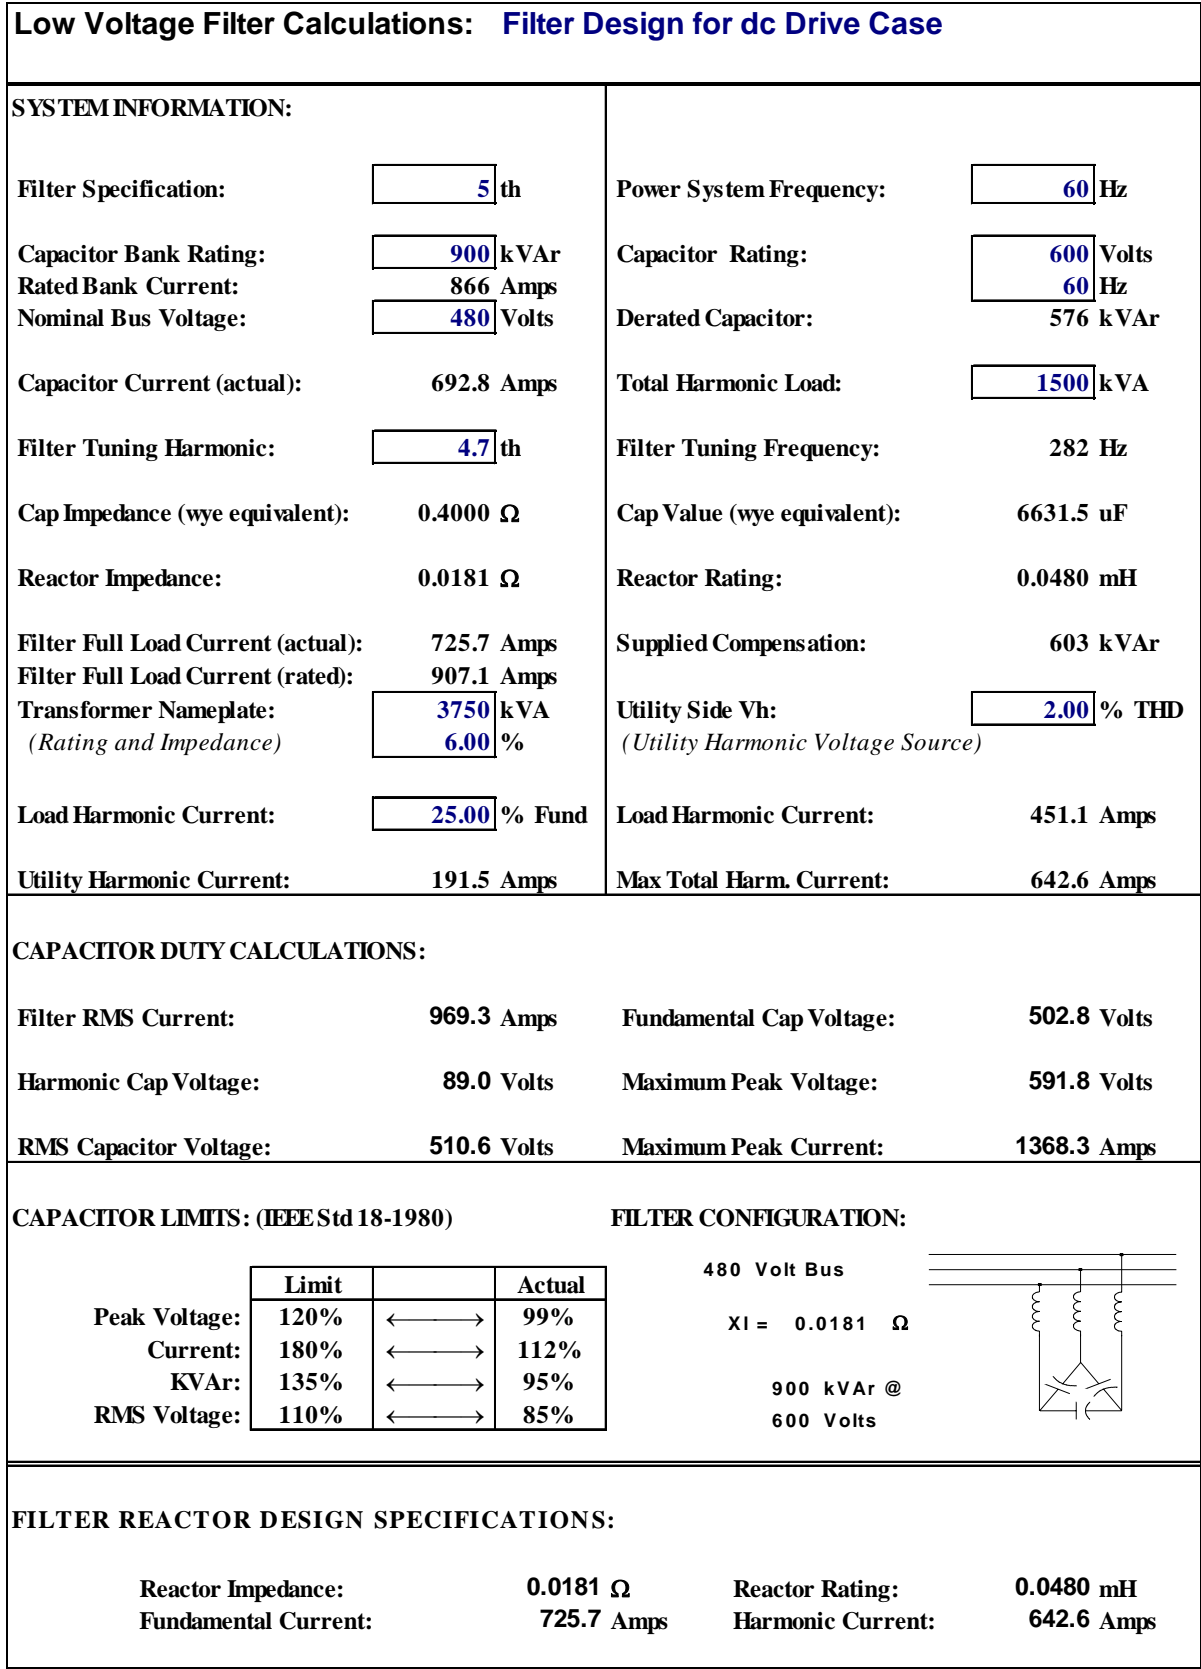 Low Voltage Filter Calculations: Filter Design for dc Drive Case
SYSTEM INFORMATION:
Filter Specification: 5 th Power System Frequency: 60 Hz
Capacitor Bank Rating: 900 kVAr Capacitor Rating: 600 Volts
Rated Bank Current: 866 Amps 60 Hz
Nominal Bus Voltage: 480 Volts Derated Capacitor: 576 kVAr
Capacitor Current (actual): 692.8 Amps Total Harmonic Load: 1500 kVA
Filter Tuning Harmonic: 4.7 th Filter Tuning Frequency: 282 Hz
Cap Impedance (wye equivalent): 0.4000 Ω Cap Value (wye equivalent): 6631.5 uF
Reactor Impedance: 0.0181 Ω Reactor Rating: 0.0480 mH
Filter Full Load Current (actual): 725.7 Amps Supplied Compensation: 603 kVAr
Filter Full Load Current (rated): 907.1 Amps
Transformer Nameplate: 3750 kVA Utility Side Vh: 2.00 % THD
(Rating and Impedance) 6.00 % (Utility Harmonic Voltage Source)
Load Harmonic Current: 25.00 % Fund Load Harmonic Current: 451.1 Amps
Utility Harmonic Current: 191.5 Amps Max Total Harm. Current: 642.6 Amps
CAPACITOR DUTY CALCULATIONS:
Filter RMS Current: 969.3 Amps Fundamental Cap Voltage: 502.8 Volts
Harmonic Cap Voltage: 89.0 Volts Maximum Peak Voltage: 591.8 Volts
RMS Capacitor Voltage: 510.6 Volts Maximum Peak Current: 1368.3 Amps
CAPACITOR LIMITS: (IEEE Std 18-1980) FILTER CONFIGURATION:
Limit Actual
Peak Voltage: 120% ←——→ 99%
Current: 180% ←——→ 112%
KVAr: 135% ←——→ 95%
RMS Voltage: 110% ←——→ 85%
480 Volt Bus
Xl = 0.0181 Ω
900 kVAr @
600 Volts
FILTER REACTOR DESIGN SPECIFICATIONS:
Reactor Impedance: 0.0181 Ω Reactor Rating: 0.0480 mH
Fundamental Current: 725.7 Amps Harmonic Current: 642.6 Amps